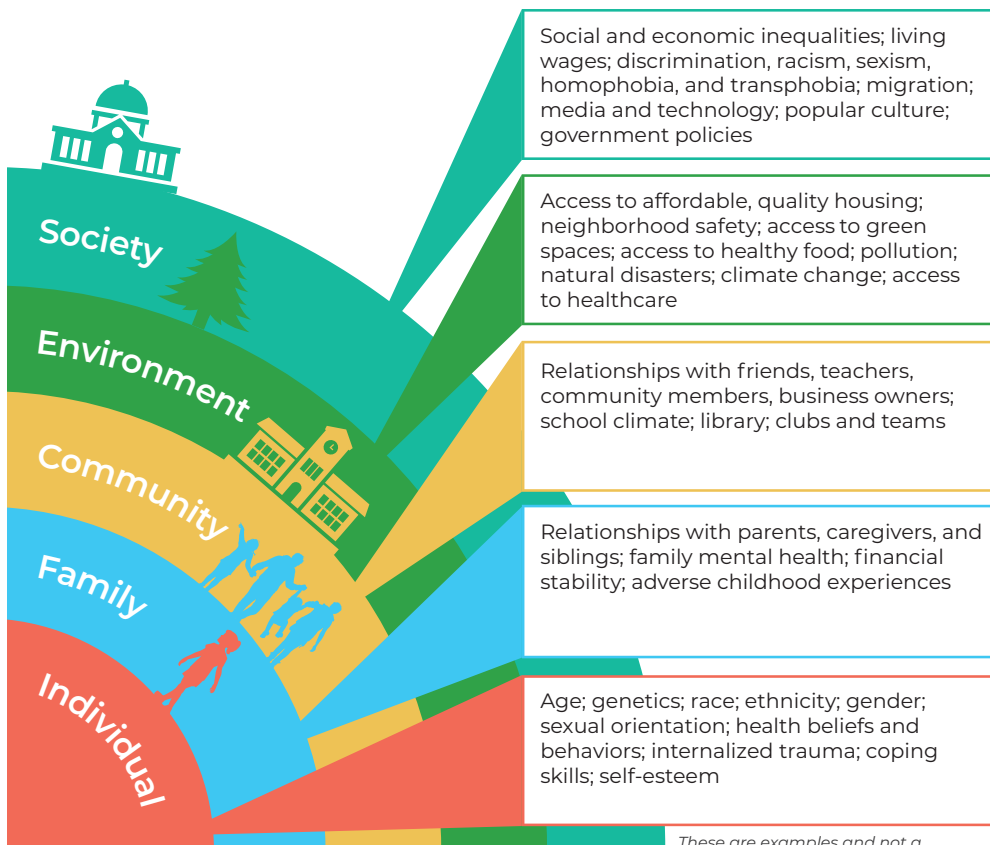 Social and economic inequalities; living
wages; discrimination, racism, sexism,
homophobia, and transphobia; migration;
media and technology; popular culture;
government policies
Society
Access to affordable, quality housing;
neighborhood safety; access to green
spaces; access to healthy food; pollution;
natural disasters; climate change; access
to healthcare
Environment
Relationships with friends, teachers,
community members, business owners;
school climate; library; clubs and teams
Community
Relationships with parents, caregivers, and
siblings; family mental health; financial
stability; adverse childhood experiences
Family
Age; genetics; race; ethnicity; gender;
sexual orientation; health beliefs and
behaviors; internalized trauma; coping
skills; self-esteem
Individual
These are examples and not a